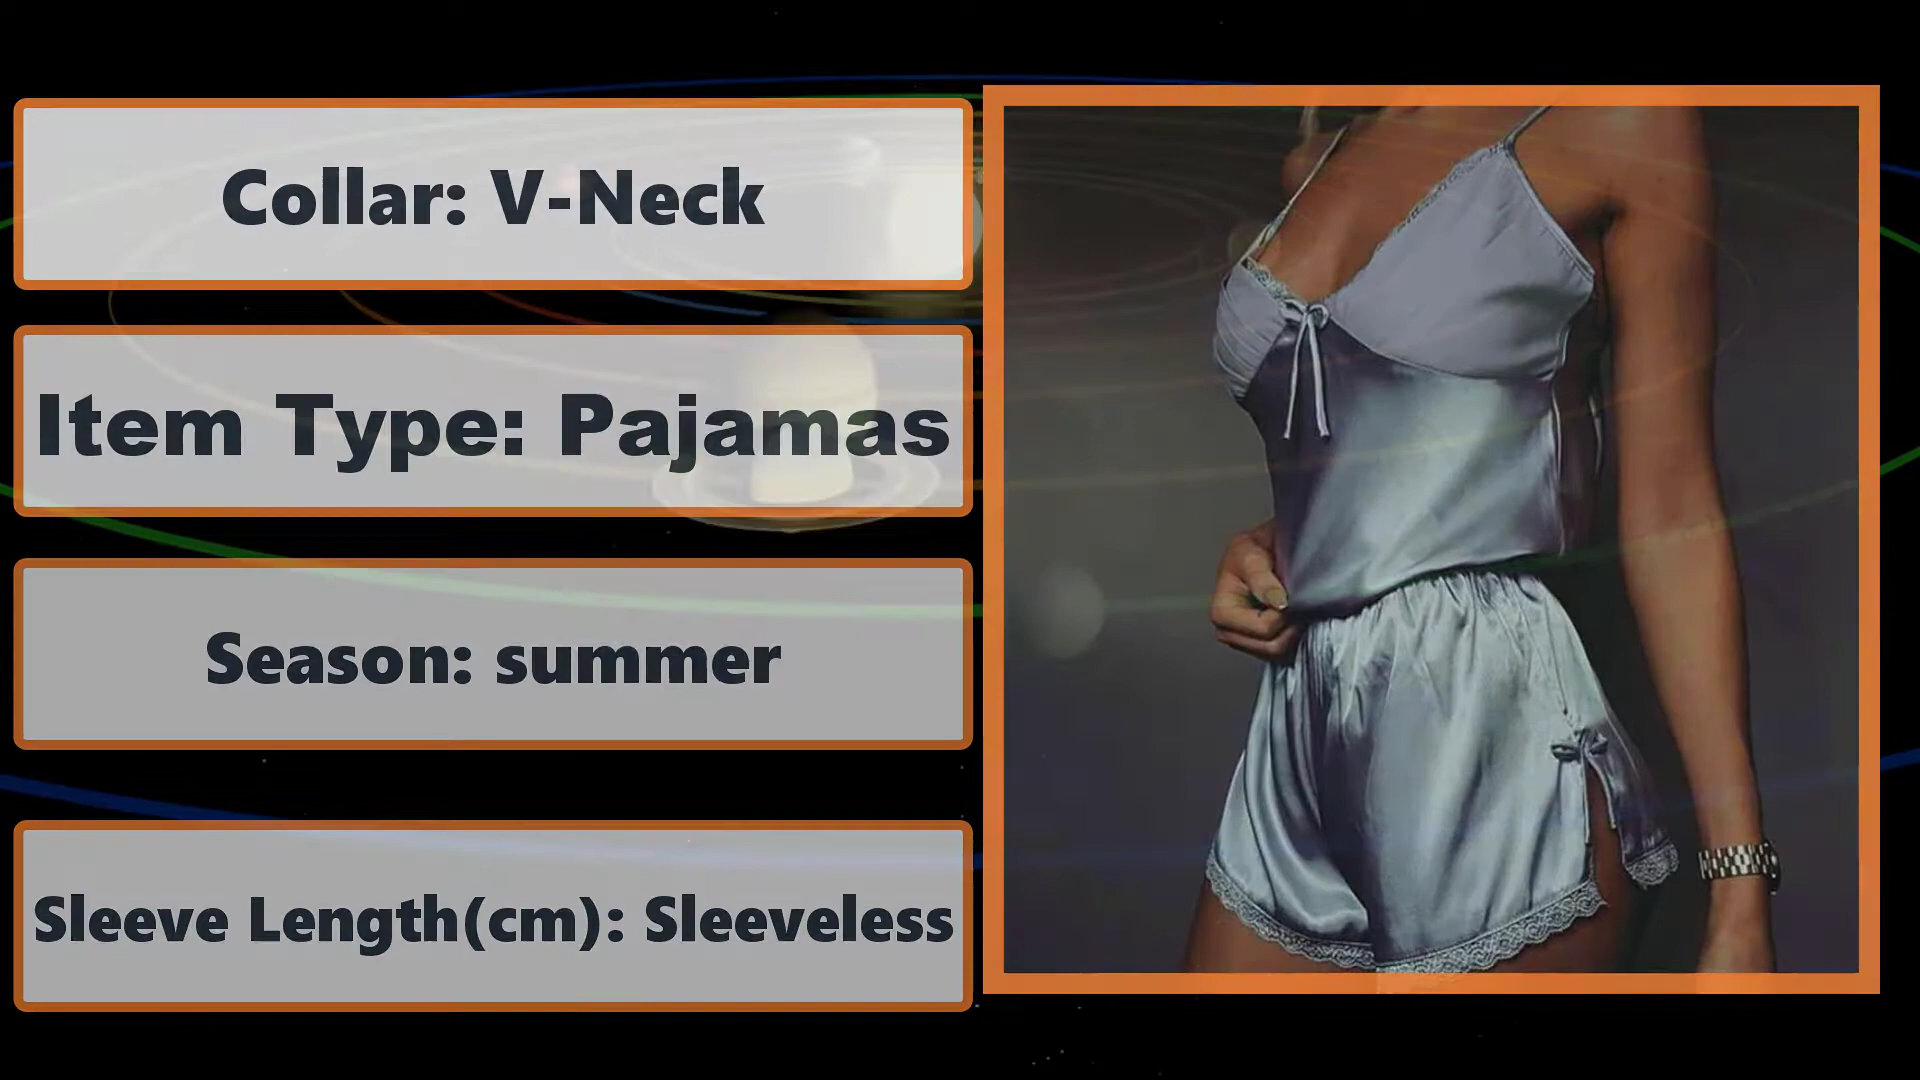 Collar: V-Neck
Item Type: Pajamas
Season: summer
Sleeve Length(cm): Sleeveless